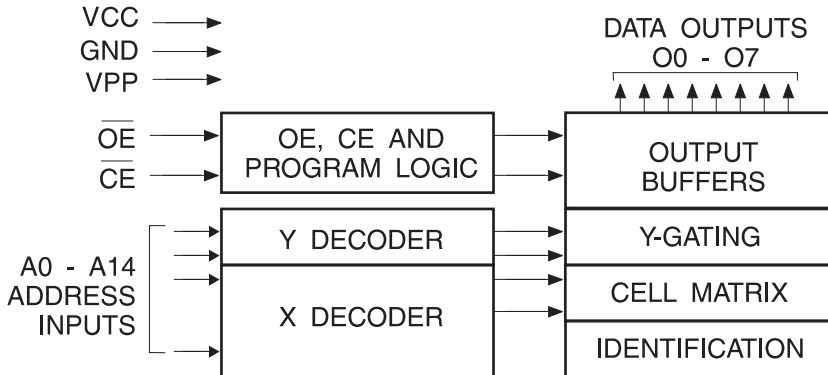 VCC
GND
VPP
DATA OUTPUTS
O0 - O7
OE
CE
OE, CE AND
PROGRAM LOGIC
OUTPUT
BUFFERS
A0 - A14
ADDRESS
INPUTS
Y DECODER
Y-GATING
X DECODER
CELL MATRIX
IDENTIFICATION